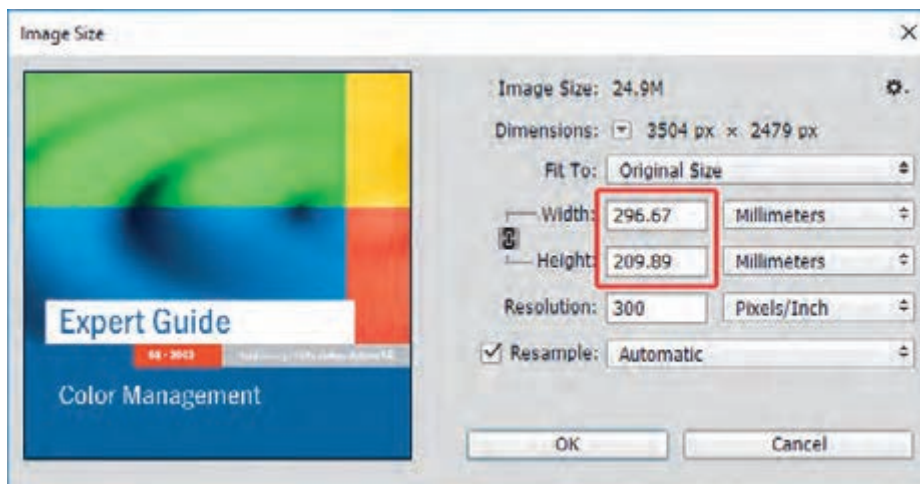 Image Size
Image Size: 24.9M
Dimensions: 3504 px × 2479 px
Fit To: Original Size
Width: 296.67 Millimeters
Height: 209.89 Millimeters
Resolution: 300 Pixels/Inch
Resample: Automatic
OK Cancel
Expert Guide
Color Management